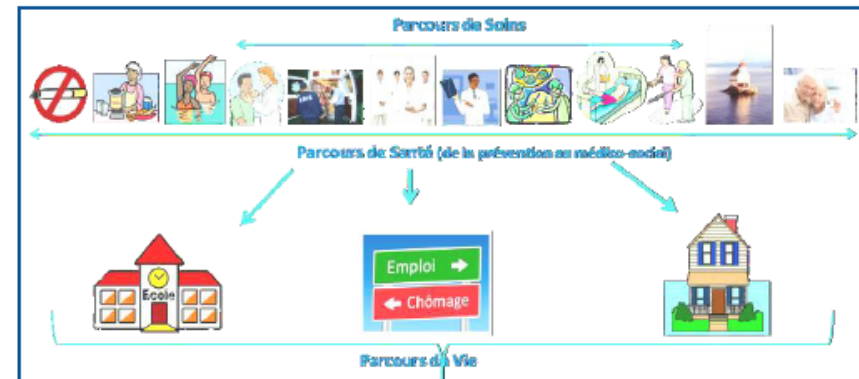 Parcours de Soins
Parcours de Santé (de la prévention au médico-social)
Ecole
Emploi →
← Chômage
Parcours de Vie